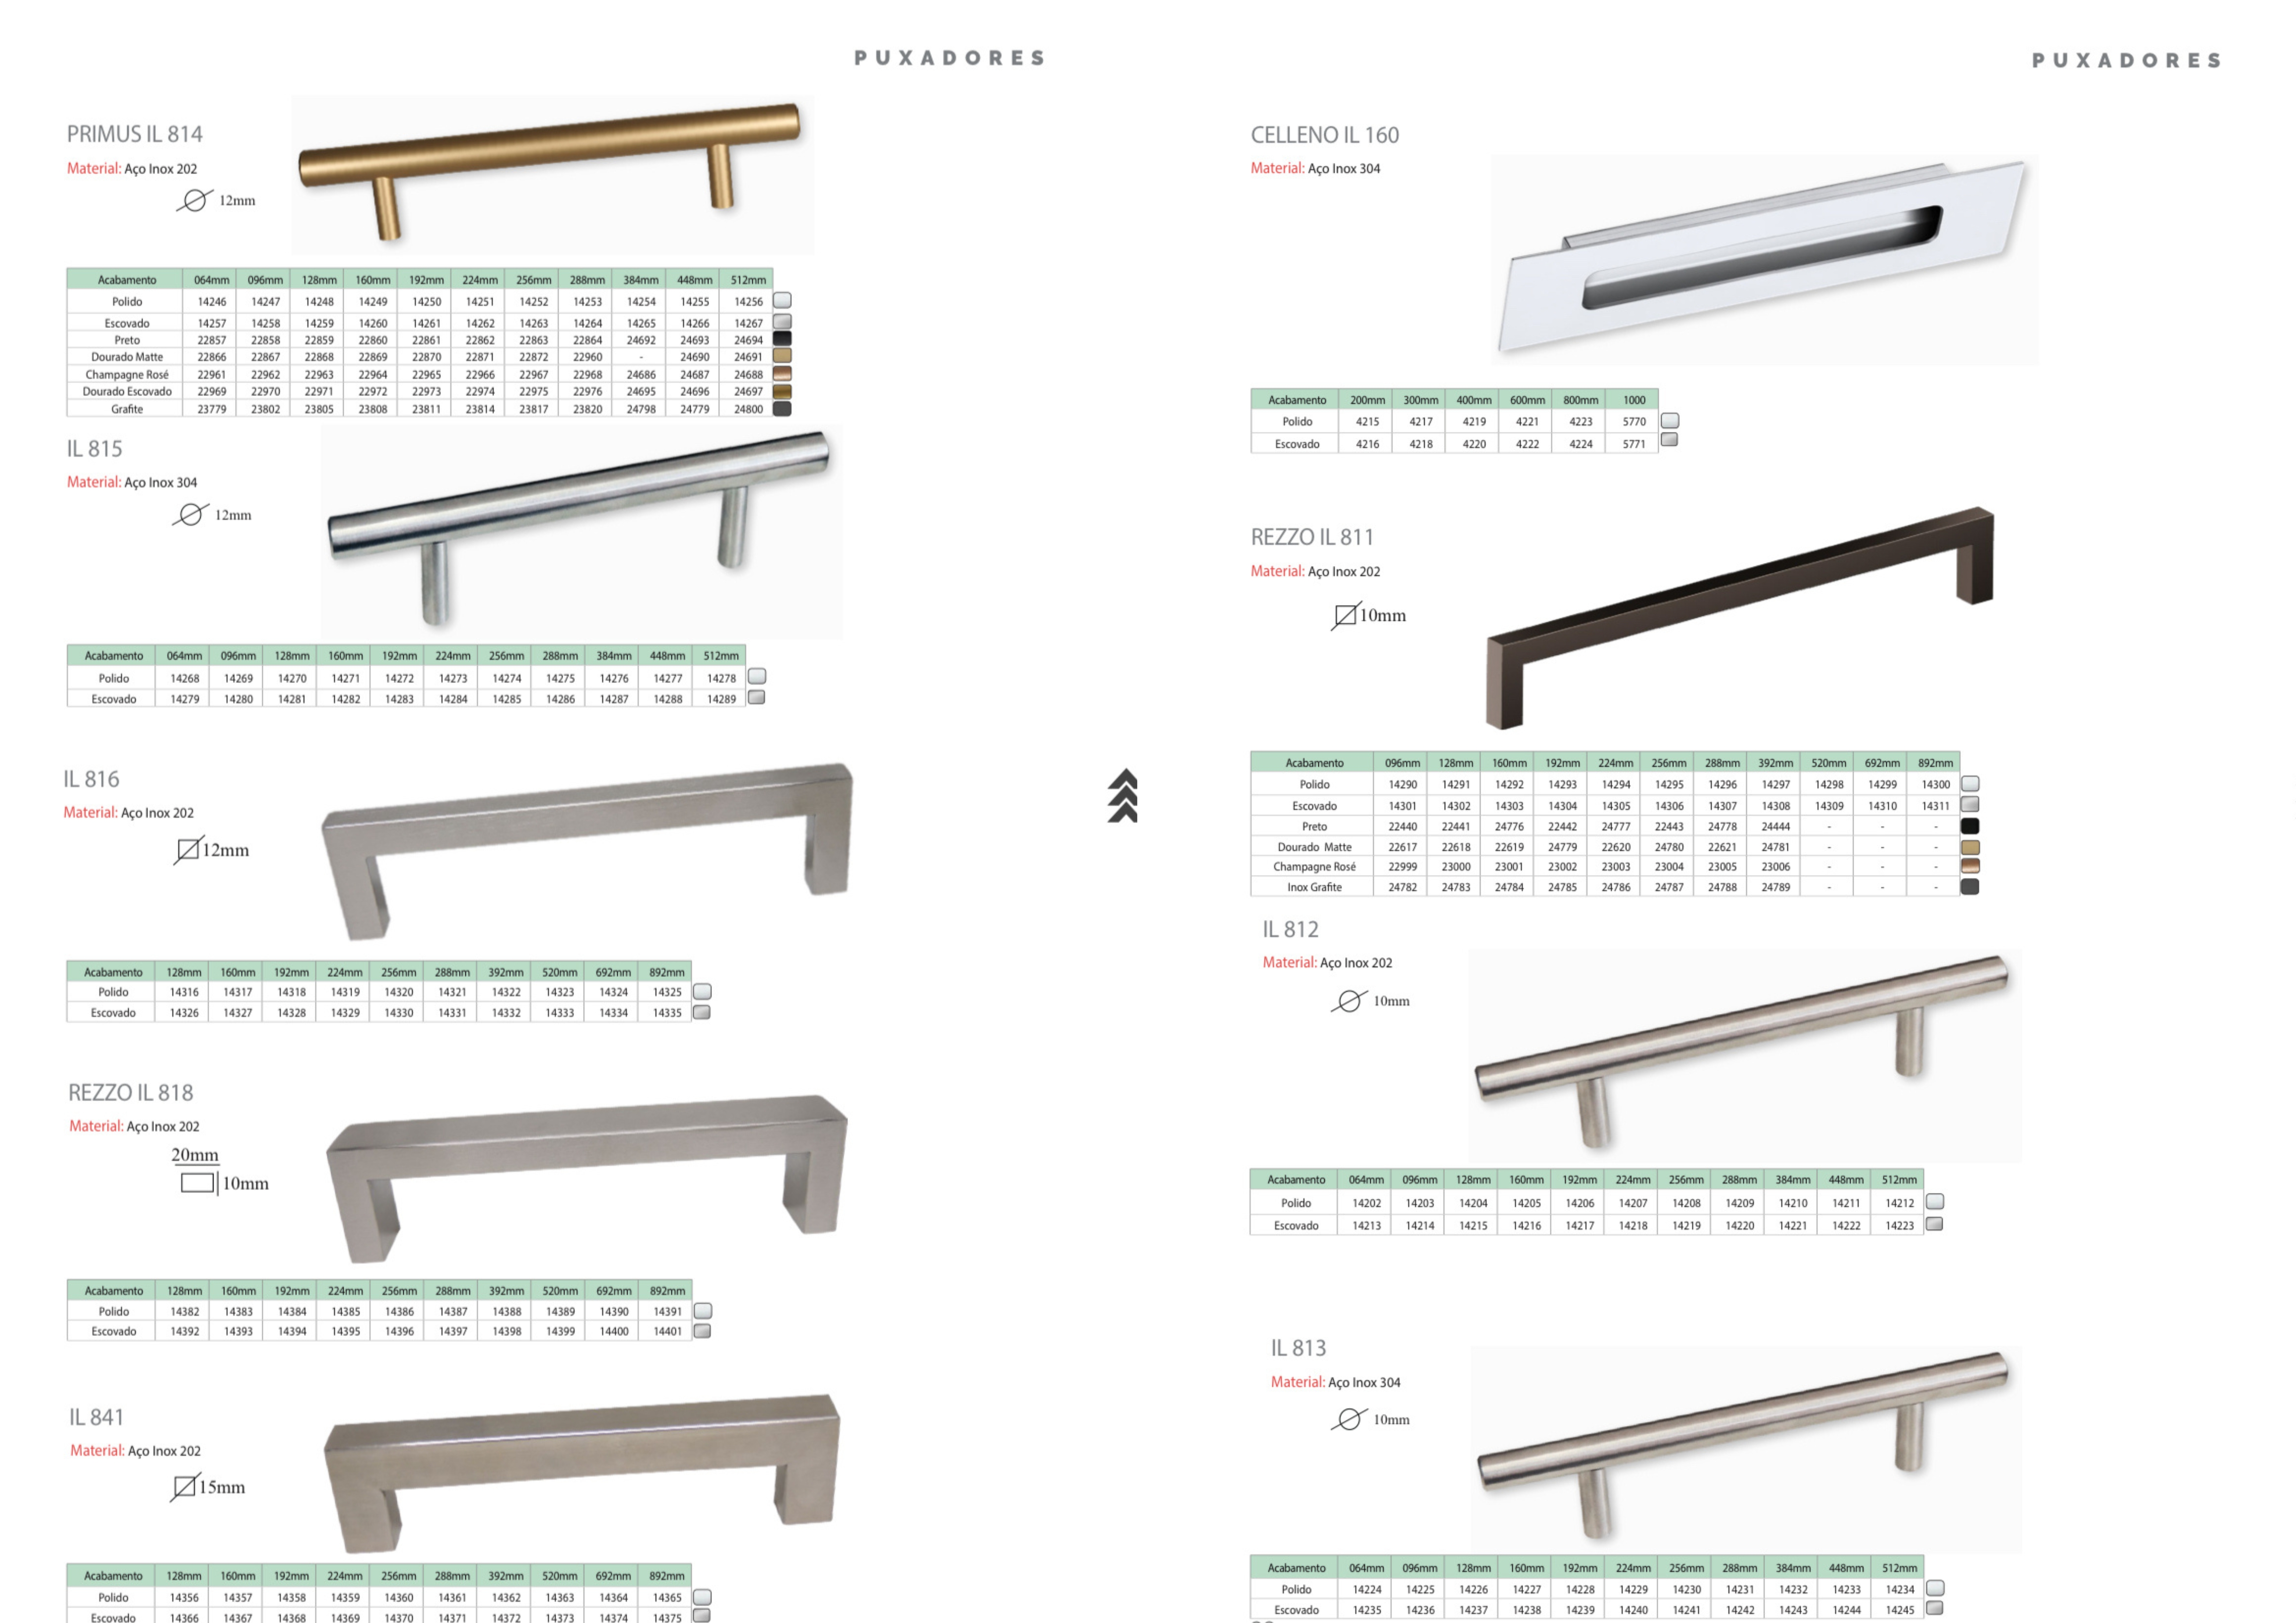 PUXADORES
PRIMUS IL 814
Material: Aço Inox 202
12mm
Acabamento 064mm 096mm 128mm 160mm 192mm 224mm 256mm 288mm 384mm 448mm 512mm
Polido 14246 14247 14248 14249 14250 14251 14252 14253 14254 14255 14256
Escovado 14257 14258 14259 14260 14261 14262 14263 14264 14265 14266 14267
Preto 22857 22858 22859 22860 22861 22862 22863 22864 24692 24693 24694
Dourado Matte 22866 22867 22868 22869 22870 22871 22872 22960 - 24690 24691
Champagne Rosé 22961 22962 22963 22964 22965 22966 22967 22968 24686 24687 24688
Dourado Escovado 22969 22970 22971 22972 22973 22974 22975 22976 24695 24696 24697
Grafite 23779 23802 23805 23808 23811 23814 23817 23820 24798 24779 24800
IL 815
Material: Aço Inox 304
12mm
Acabamento 064mm 096mm 128mm 160mm 192mm 224mm 256mm 288mm 384mm 448mm 512mm
Polido 14268 14269 14270 14271 14272 14273 14274 14275 14276 14277 14278
Escovado 14279 14280 14281 14282 14283 14284 14285 14286 14287 14288 14289
IL 816
Material: Aço Inox 202
12mm
Acabamento 128mm 160mm 192mm 224mm 256mm 288mm 392mm 520mm 692mm 892mm
Polido 14316 14317 14318 14319 14320 14321 14322 14323 14324 14325
Escovado 14326 14327 14328 14329 14330 14331 14332 14333 14334 14335
REZZO IL 818
Material: Aço Inox 202
20mm
10mm
Acabamento 128mm 160mm 192mm 224mm 256mm 288mm 392mm 520mm 692mm 892mm
Polido 14382 14383 14384 14385 14386 14387 14388 14389 14390 14391
Escovado 14392 14393 14394 14395 14396 14397 14398 14399 14400 14401
IL 841
Material: Aço Inox 202
15mm
Acabamento 128mm 160mm 192mm 224mm 256mm 288mm 392mm 520mm 692mm 892mm
Polido 14356 14357 14358 14359 14360 14361 14362 14363 14364 14365
Escovado 14366 14367 14368 14369 14370 14371 14372 14373 14374 14375
PUXADORES
CELLENO IL 160
Material: Aço Inox 304
Acabamento 200mm 300mm 400mm 600mm 800mm 1000
Polido 4215 4217 4219 4221 4223 5770
Escovado 4216 4218 4220 4222 4224 5771
REZZO IL 811
Material: Aço Inox 202
10mm
Acabamento 096mm 128mm 160mm 192mm 224mm 256mm 288mm 392mm 520mm 692mm 892mm
Polido 14290 14291 14292 14293 14294 14295 14296 14297 14298 14299 14300
Escovado 14301 14302 14303 14304 14305 14306 14307 14308 14309 14310 14311
Preto 22440 22441 24776 22442 24777 22443 24778 24444 - - -
Dourado Matte 22617 22618 22619 24779 22620 24780 22621 24781 - - -
Champagne Rosé 22999 23000 23001 23002 23003 23004 23005 23006 - - -
Inox Grafite 24782 24783 24784 24785 24786 24787 24788 24789 - - -
IL 812
Material: Aço Inox 202
10mm
Acabamento 064mm 096mm 128mm 160mm 192mm 224mm 256mm 288mm 384mm 448mm 512mm
Polido 14202 14203 14204 14205 14206 14207 14208 14209 14210 14211 14212
Escovado 14213 14214 14215 14216 14217 14218 14219 14220 14221 14222 14223
IL 813
Material: Aço Inox 304
10mm
Acabamento 064mm 096mm 128mm 160mm 192mm 224mm 256mm 288mm 384mm 448mm 512mm
Polido 14224 14225 14226 14227 14228 14229 14230 14231 14232 14233 14234
Escovado 14235 14236 14237 14238 14239 14240 14241 14242 14243 14244 14245